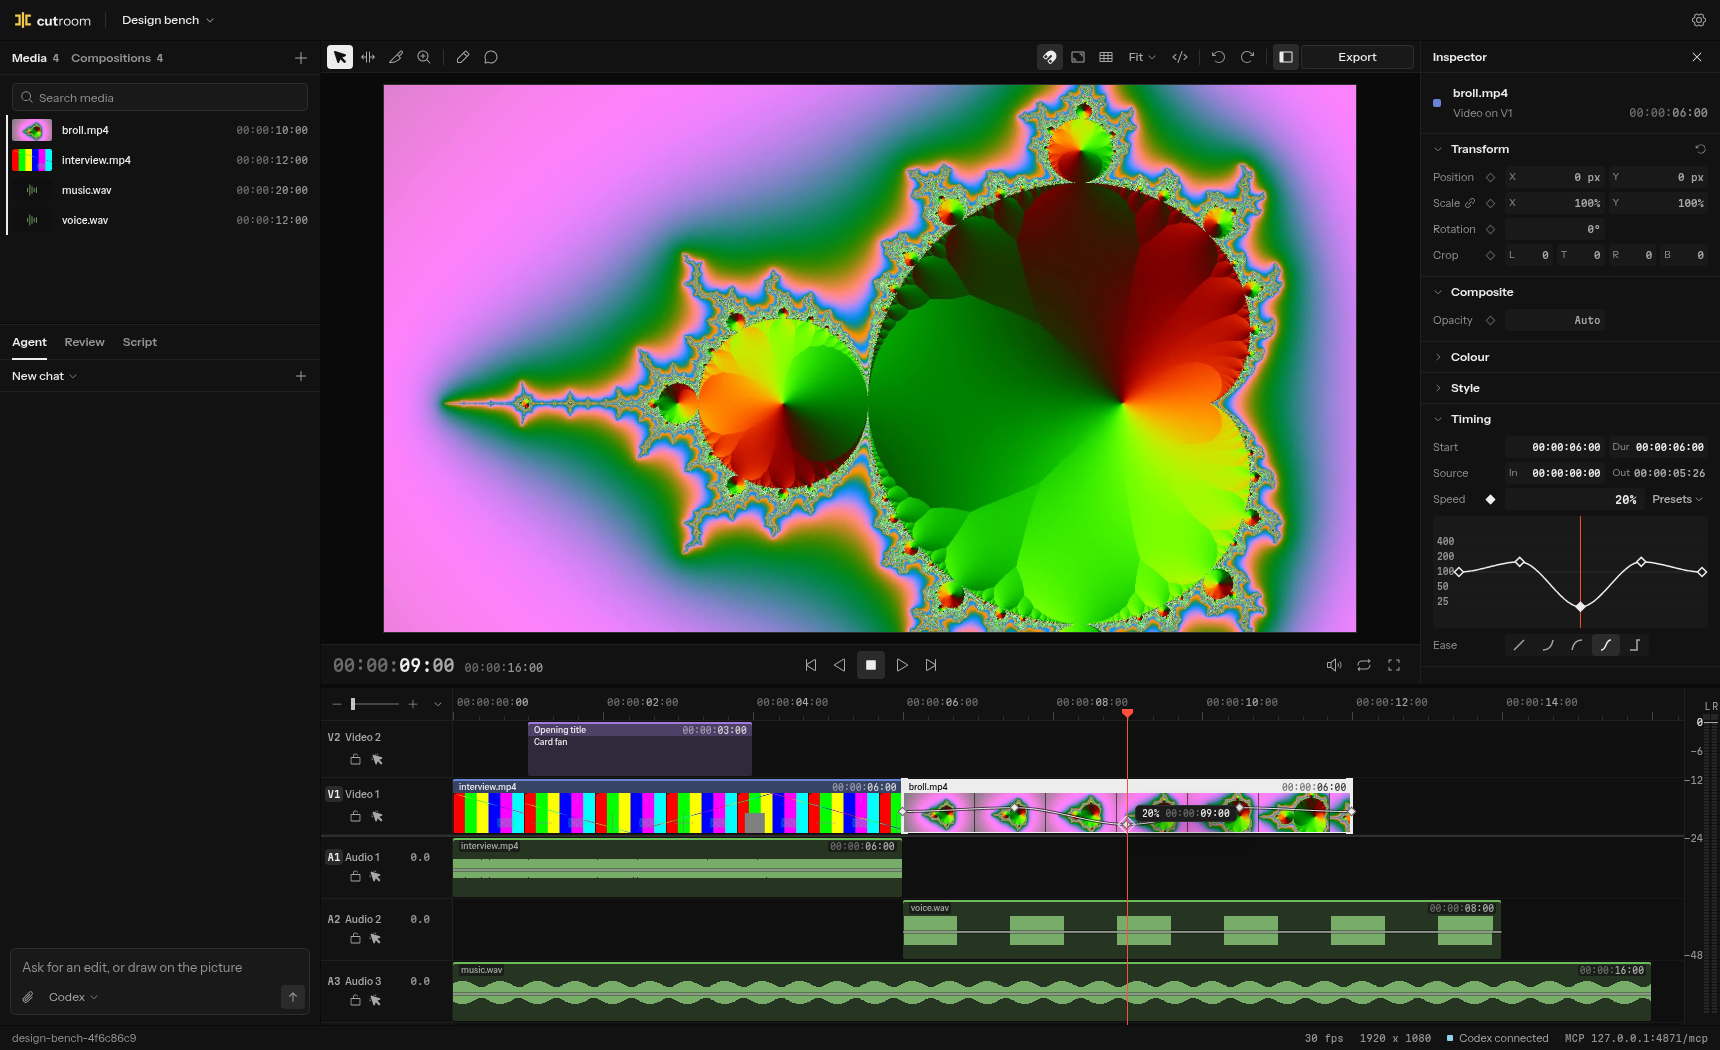 cutroom
Design bench
Media 4 Compositions 4
Search media
broll.mp4 00:00:10:00
interview.mp4 00:00:12:00
music.wav 00:00:20:00
voice.wav 00:00:12:00
Agent Review Script
New chat
Ask for an edit, or draw on the picture
Codex
Fit
Export
00:00:09:00 00:00:16:00
Inspector
broll.mp4
Video on V1 00:00:06:00
Transform
Position X 0 px Y 0 px
Scale X 100% Y 100%
Rotation 0°
Crop L 0 T 0 R 0 B 0
Composite
Opacity Auto
Colour
Style
Timing
Start 00:00:06:00 Dur 00:00:06:00
Source In 00:00:00:00 Out 00:00:05:26
Speed 20% Presets
400
200
100
50
25
Ease
00:00:00:00 00:00:02:00 00:00:04:00 00:00:06:00 00:00:08:00 00:00:10:00 00:00:12:00 00:00:14:00
L R
0
-6
-12
-24
-48
V2 Video 2
Opening title 00:00:03:00
Card fan
V1 Video 1
interview.mp4 00:00:06:00
broll.mp4 00:00:06:00
20% 00:00:09:00
A1 Audio 1 0.0
interview.mp4 00:00:06:00
A2 Audio 2 0.0
voice.wav 00:00:08:00
A3 Audio 3 0.0
music.wav 00:00:16:00
design-bench-4f6c86c9
30 fps 1920 x 1080 Codex connected MCP 127.0.0.1:4871/mcp